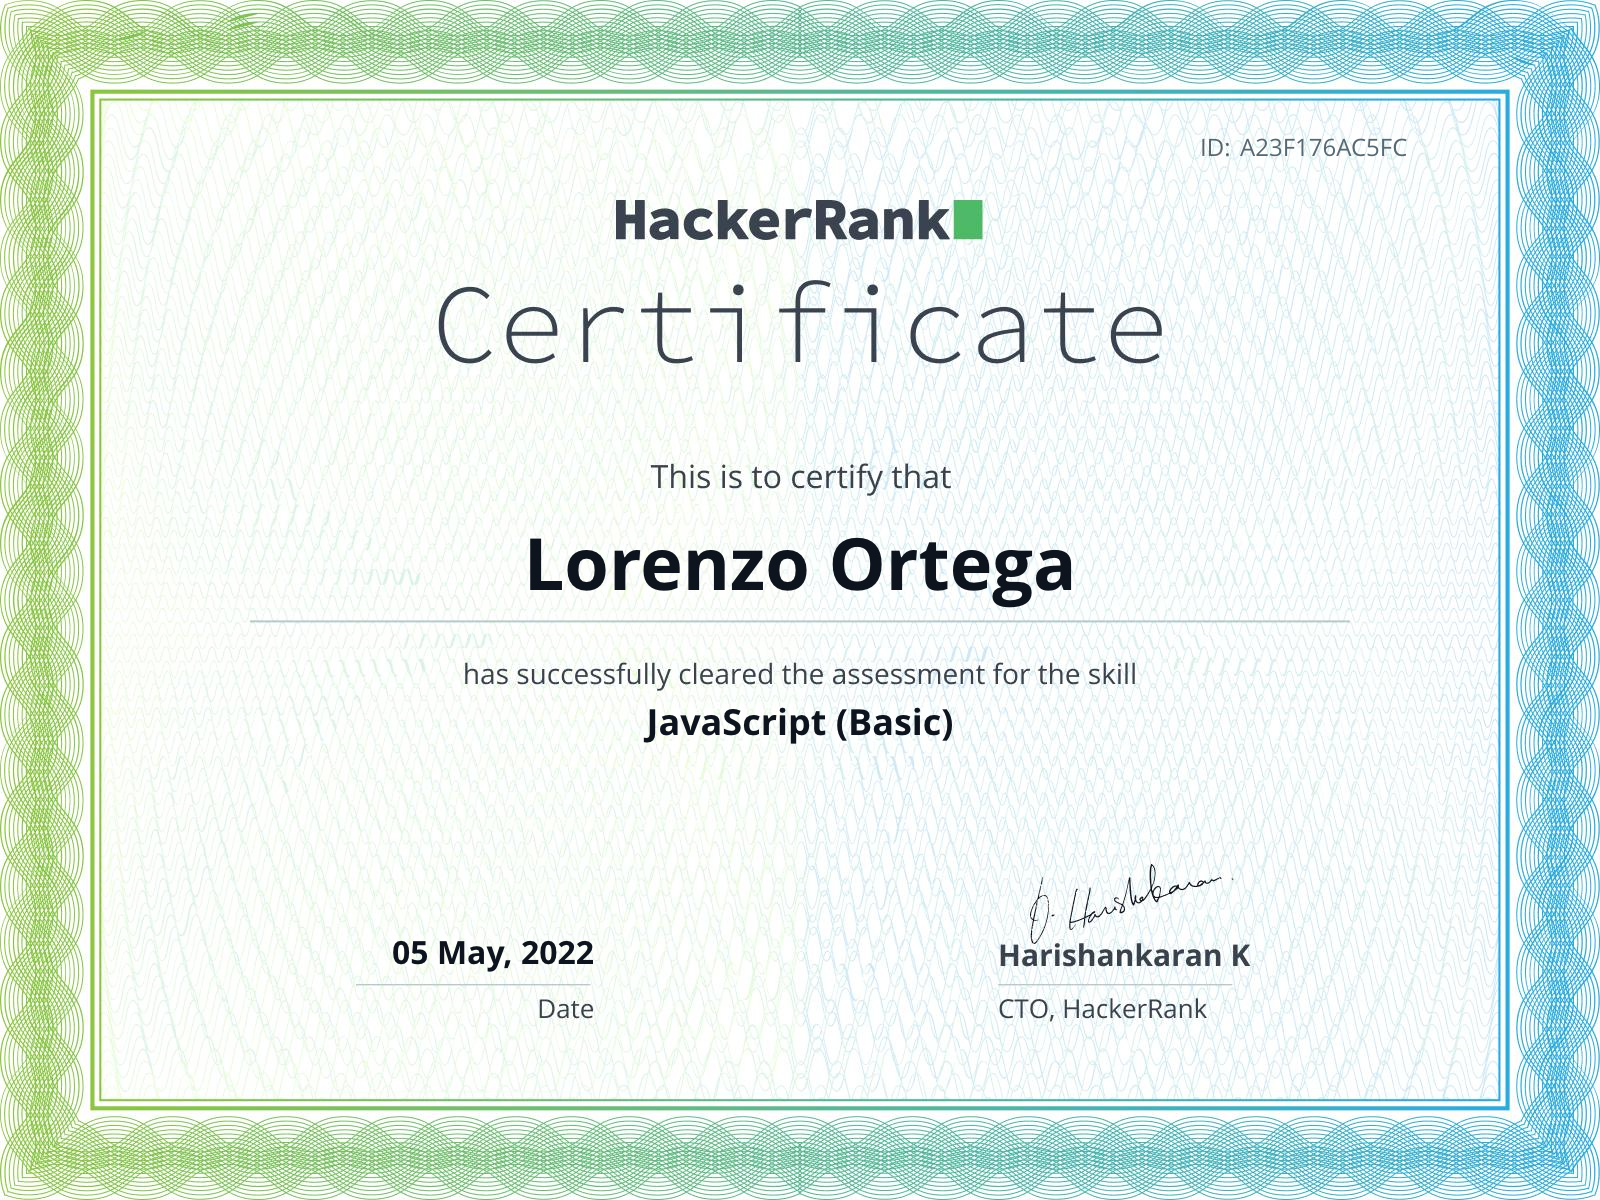 ID: A23F176AC5FC
HackerRank
Certificate
This is to certify that
Lorenzo Ortega
has successfully cleared the assessment for the skill
JavaScript (Basic)
05 May, 2022
Date
H. Harishankaran
Harishankaran K
CTO, HackerRank